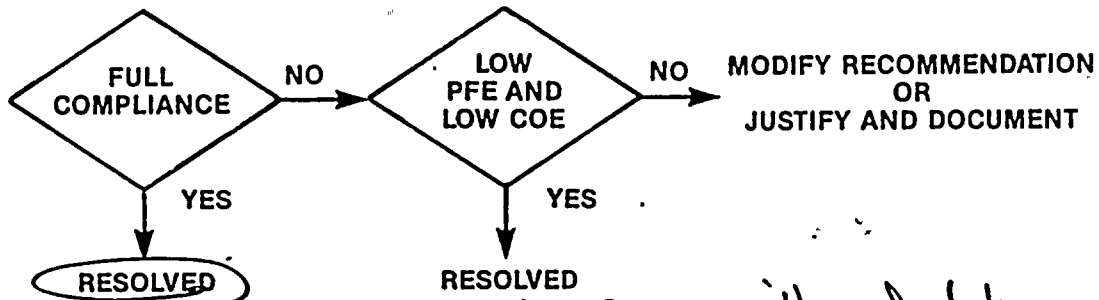 FULL
COMPLIANCE
NO
LOW
PFE AND
LOW COE
NO
MODIFY RECOMMENDATION
OR
JUSTIFY AND DOCUMENT
YES
YES
RESOLVED
RESOLVED